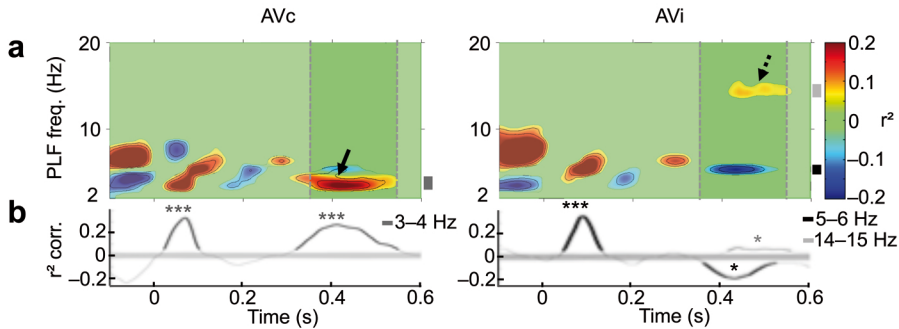 AVc
AVi
a
PLF freq. (Hz)
20
10
2
20
10
2
0.2
0.1
0
−0.1
−0.2
r²
b
r² corr.
0.2
0
−0.2
***
***
3–4 Hz
0.2
0
−0.2
***
*
*
5–6 Hz
14–15 Hz
0
0.2
0.4
0.6
Time (s)
0
0.2
0.4
0.6
Time (s)